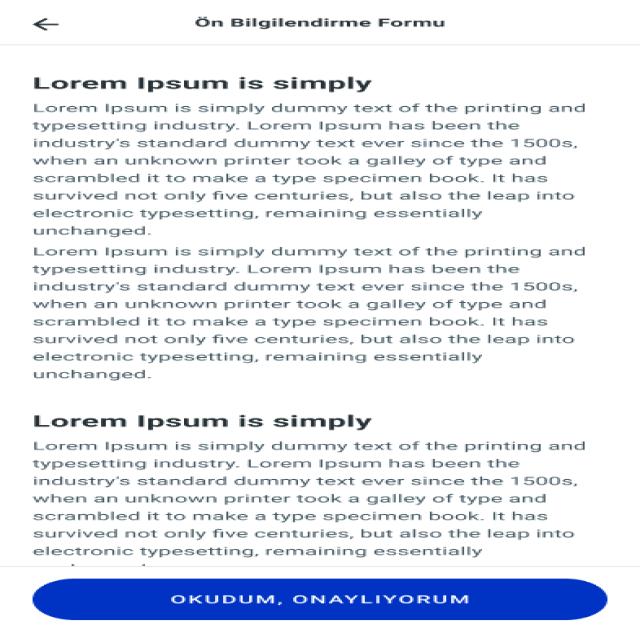 Ön Bilgilendirme Formu
Lorem Ipsum is simply
Lorem Ipsum is simply dummy text of the printing and
typesetting industry. Lorem Ipsum has been the
industry's standard dummy text ever since the 1500s,
when an unknown printer took a galley of type and
scrambled it to make a type specimen book. It has
survived not only five centuries, but also the leap into
electronic typesetting, remaining essentially
unchanged.
Lorem Ipsum is simply dummy text of the printing and
typesetting industry. Lorem Ipsum has been the
industry's standard dummy text ever since the 1500s,
when an unknown printer took a galley of type and
scrambled it to make a type specimen book. It has
survived not only five centuries, but also the leap into
electronic typesetting, remaining essentially
unchanged.
Lorem Ipsum is simply
Lorem Ipsum is simply dummy text of the printing and
typesetting industry. Lorem Ipsum has been the
industry's standard dummy text ever since the 1500s,
when an unknown printer took a galley of type and
scrambled it to make a type specimen book. It has
survived not only five centuries, but also the leap into
electronic typesetting, remaining essentially
OKUDUM, ONAYLIYORUM